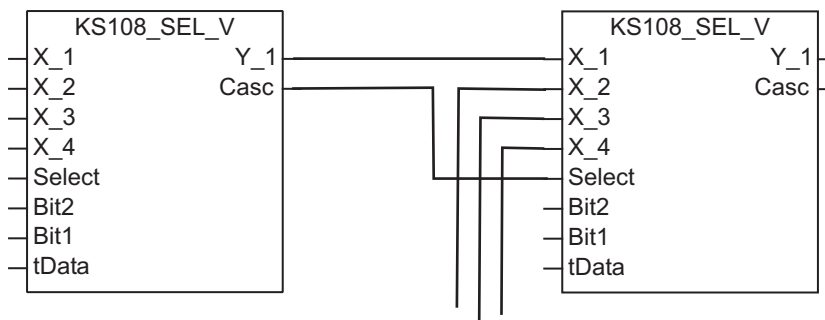 KS108_SEL_V
X_1 Y_1
X_2 Casc
X_3
X_4
Select
Bit2
Bit1
tData
KS108_SEL_V
X_1 Y_1
X_2 Casc
X_3
X_4
Select
Bit2
Bit1
tData